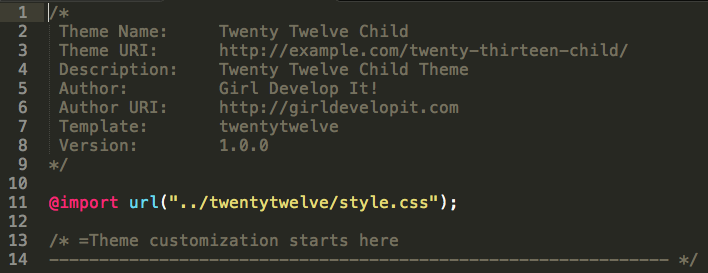 1 /*
2  Theme Name:     Twenty Twelve Child
3  Theme URI:      http://example.com/twenty-thirteen-child/
4  Description:    Twenty Twelve Child Theme
5  Author:         Girl Develop It!
6  Author URI:     http://girldevelopit.com
7  Template:       twentytwelve
8  Version:        1.0.0
9 */
10
11 @import url("../twentytwelve/style.css");
12
13 /* =Theme customization starts here
14 -------------------------------------------------------------- */